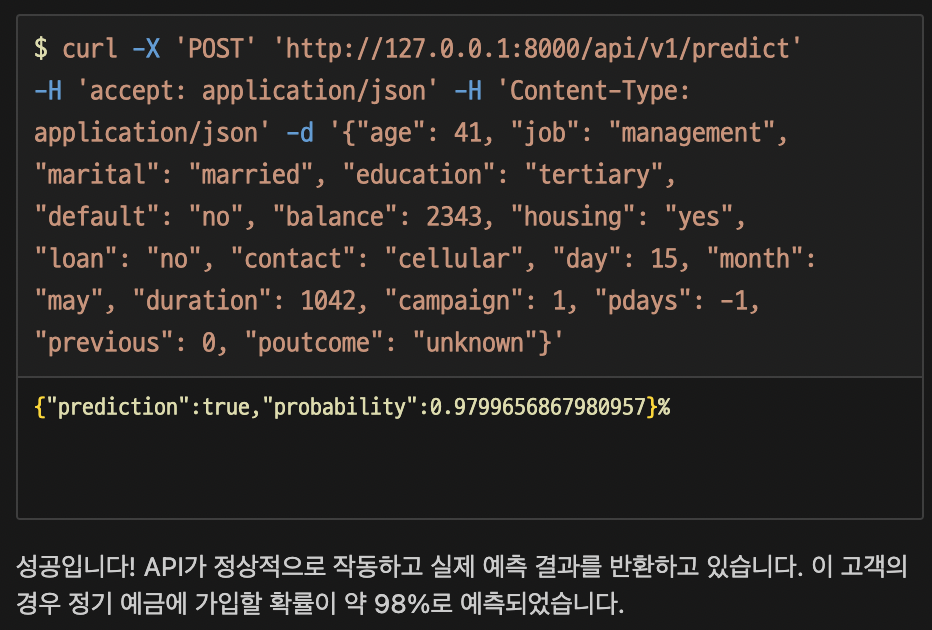 $ curl -X 'POST' 'http://127.0.0.1:8000/api/v1/predict'
-H 'accept: application/json' -H 'Content-Type:
application/json' -d '{"age": 41, "job": "management",
"marital": "married", "education": "tertiary",
"default": "no", "balance": 2343, "housing": "yes",
"loan": "no", "contact": "cellular", "day": 15, "month":
"may", "duration": 1042, "campaign": 1, "pdays": -1,
"previous": 0, "poutcome": "unknown"}'
{"prediction":true,"probability":0.9799656867980957}%
성공입니다! API가 정상적으로 작동하고 실제 예측 결과를 반환하고 있습니다. 이 고객의
경우 정기 예금에 가입할 확률이 약 98%로 예측되었습니다.